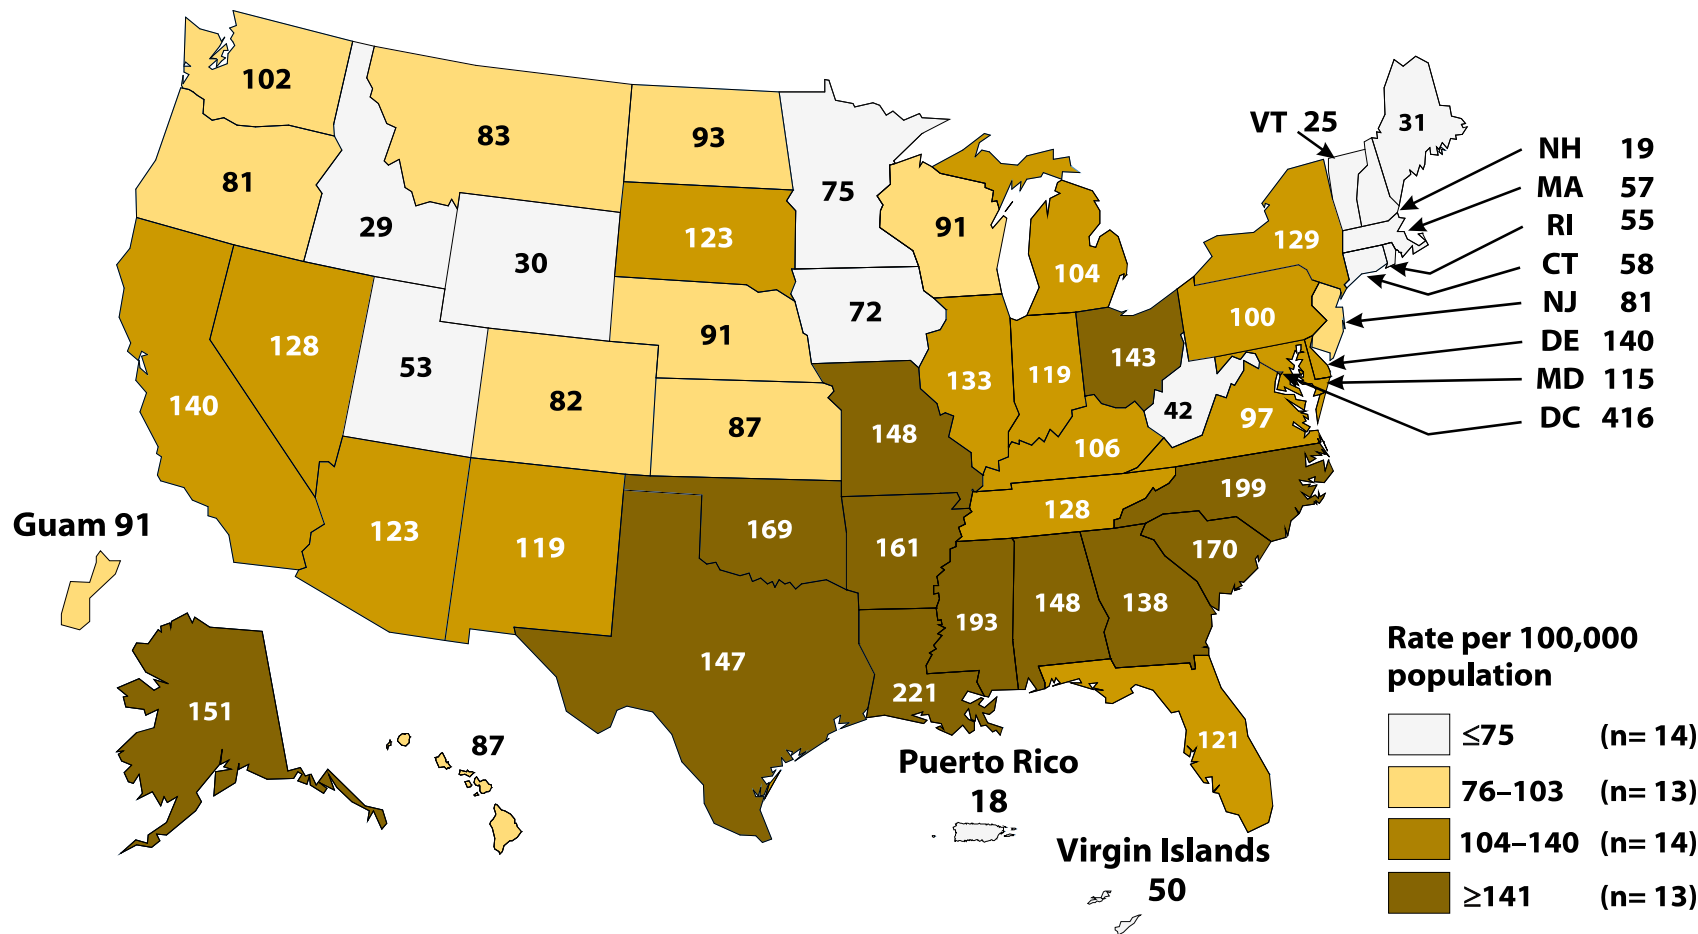 102
83
93
VT 25
31
NH 19
MA 57
RI 55
CT 58
NJ 81
DE 140
MD 115
DC 416
81
29
30
123
75
91
104
129
128
53
82
91
87
72
133
119
143
100
42
97
140
148
106
123
119
169
161
128
199
170
Guam 91
147
193
148
138
221
121
151
87
Puerto Rico
18
Virgin Islands
50
Rate per 100,000
population
≤75 (n= 14)
76–103 (n= 13)
104–140 (n= 14)
≥141 (n= 13)